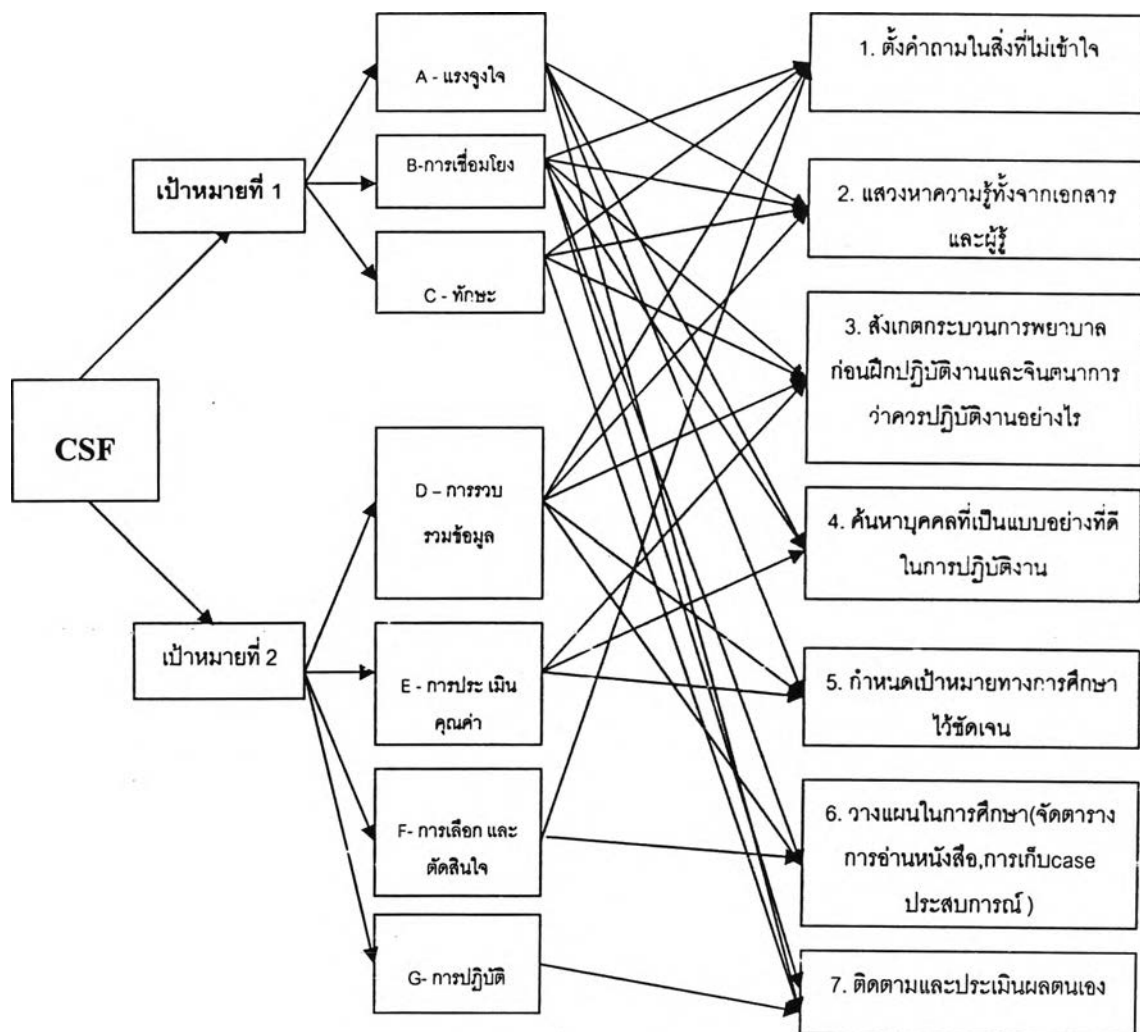 CSF
เป้าหมายที่ 1
เป้าหมายที่ 2
A - แรงจูงใจ
B-การเชื่อมโยง
C - ทักษะ
D – การรวบ
รวมข้อมูล
E - การประ เมิน
คุณค่า
F- การเลือก และ
ตัดสินใจ
G- การปฏิบัติ
1. ตั้งคำถามในสิ่งที่ไม่เข้าใจ
2. แสวงหาความรู้ทั้งจากเอกสาร
และผู้รู้
3. สังเกตกระบวนการพยาบาล
ก่อนฝึกปฏิบัติงานและจินตนาการ
ว่าควรปฏิบัติงานอย่างไร
4. ค้นหาบุคคลที่เป็นแบบอย่างที่ดี
ในการปฏิบัติงาน
5. กำหนดเป้าหมายทางการศึกษา
ไว้ชัดเจน
6. วางแผนในการศึกษา(จัดตาราง
การอ่านหนังสือ,การเก็บcase
ประสบการณ์ )
7. ติดตามและประเมินผลตนเอง